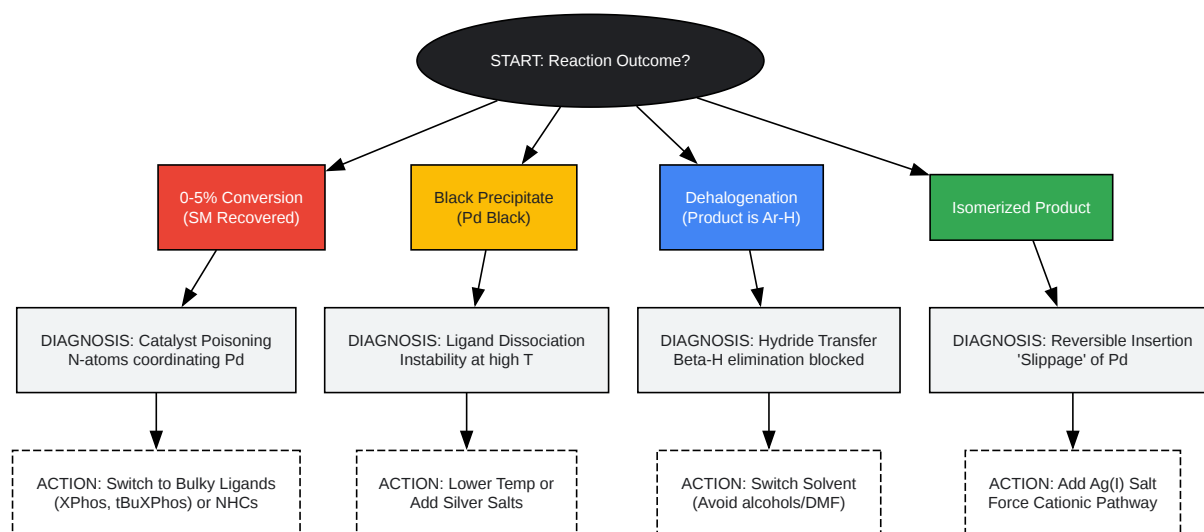 START: Reaction Outcome?
0-5% Conversion
(SM Recovered)
Black Precipitate
(Pd Black)
Dehalogenation
(Product is Ar-H)
Isomerized Product
DIAGNOSIS: Catalyst Poisoning
N-atoms coordinating Pd
DIAGNOSIS: Ligand Dissociation
Instability at high T
DIAGNOSIS: Hydride Transfer
Beta-H elimination blocked
DIAGNOSIS: Reversible Insertion
'Slippage' of Pd
ACTION: Switch to Bulky Ligands
(XPhos, tBuXPhos) or NHCs
ACTION: Lower Temp or
Add Silver Salts
ACTION: Switch Solvent
(Avoid alcohols/DMF)
ACTION: Add Ag(I) Salt
Force Cationic Pathway